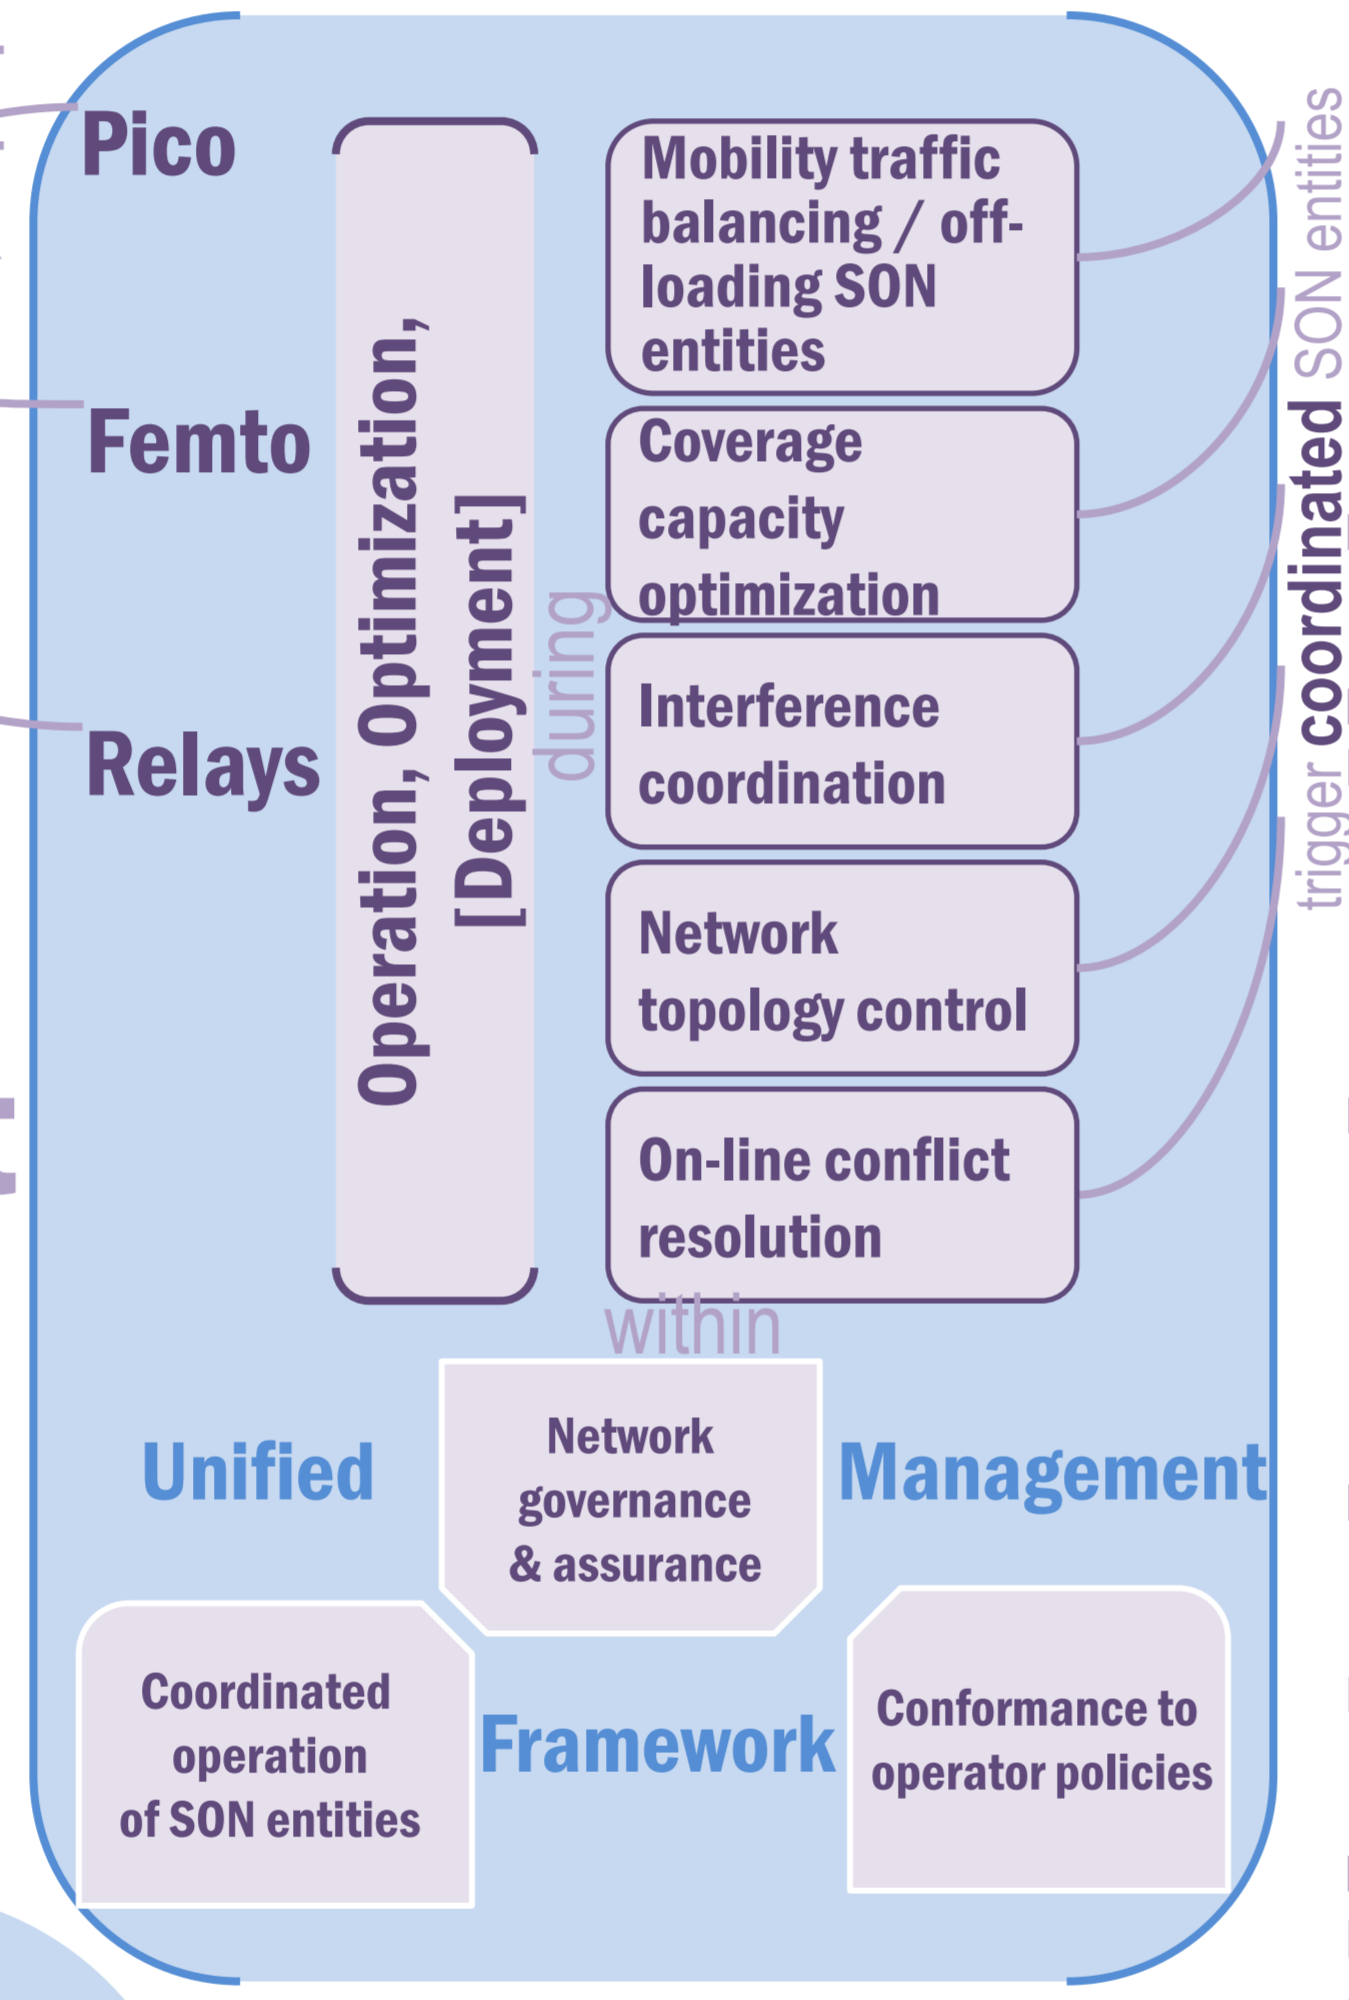 Pico
Femto
Relays
Operation, Optimization,
[Deployment]
during
Mobility traffic
balancing / off-
loading SON
entities
Coverage
capacity
optimization
Interference
coordination
Network
topology control
On-line conflict
resolution
trigger coordinated SON entities
within
Unified
Network
governance
& assurance
Management
Coordinated
operation
of SON entities
Framework
Conformance to
operator policies